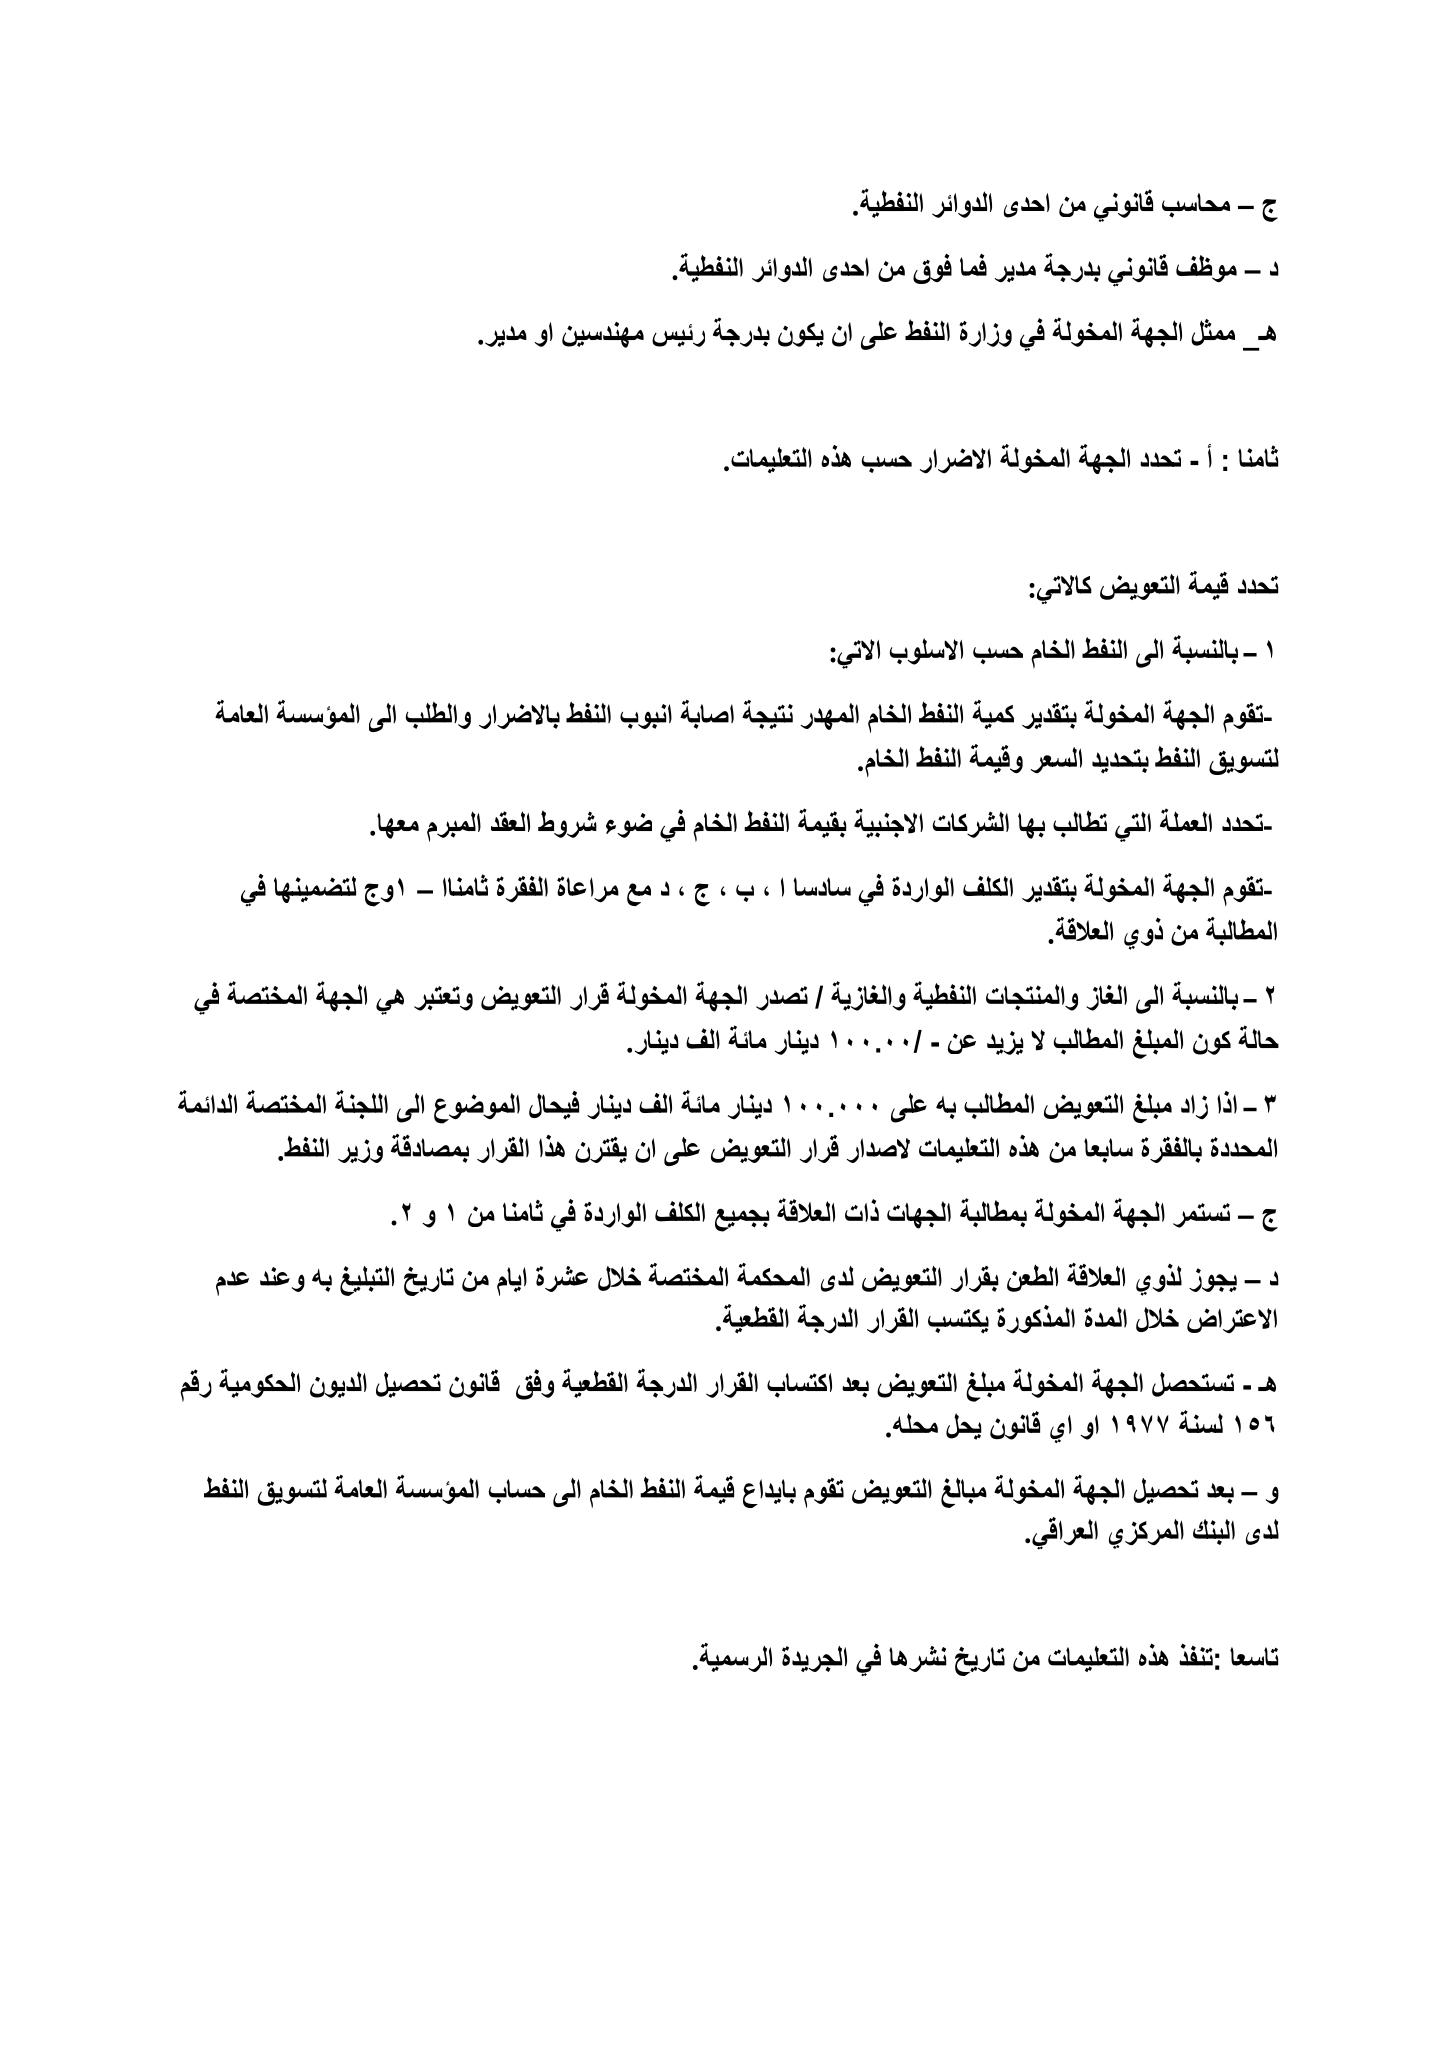 ج – محاسب قانوني من احدى الدوائر النفطية.
د – موظف قانوني بدرجة مدير فما فوق من احدى الدوائر النفطية.
هـ_ ممثل الجهة المخولة في وزارة النفط على ان يكون بدرجة رئيس مهندسين او مدير.
ثامنا : أ - تحدد الجهة المخولة الاضرار حسب هذه التعليمات.
تحدد قيمة التعويض كالاتي:
١ – بالنسبة الى النفط الخام حسب الاسلوب الاتي:
-تقوم الجهة المخولة بتقدير كمية النفط الخام المهدر نتيجة اصابة انبوب النفط بالاضرار والطلب الى المؤسسة العامة
لتسويق النفط بتحديد السعر وقيمة النفط الخام.
-تحدد العملة التي تطالب بها الشركات الاجنبية بقيمة النفط الخام في ضوء شروط العقد المبرم معها.
-تقوم الجهة المخولة بتقدير الكلف الواردة في سادسا ا ، ب ، ج ، د مع مراعاة الفقرة ثامناا – ١وج لتضمينها في
المطالبة من ذوي العلاقة.
٢ – بالنسبة الى الغاز والمنتجات النفطية والغازية / تصدر الجهة المخولة قرار التعويض وتعتبر هي الجهة المختصة في
حالة كون المبلغ المطالب لا يزيد عن - /١٠٠.٠٠ دينار مائة الف دينار.
٣ – اذا زاد مبلغ التعويض المطالب به على ١٠٠.٠٠٠ دينار مائة الف دينار فيحال الموضوع الى اللجنة المختصة الدائمة
المحددة بالفقرة سابعا من هذه التعليمات لاصدار قرار التعويض على ان يقترن هذا القرار بمصادقة وزير النفط.
ج – تستمر الجهة المخولة بمطالبة الجهات ذات العلاقة بجميع الكلف الواردة في ثامنا من ١ و ٢.
د – يجوز لذوي العلاقة الطعن بقرار التعويض لدى المحكمة المختصة خلال عشرة ايام من تاريخ التبليغ به وعند عدم
الاعتراض خلال المدة المذكورة يكتسب القرار الدرجة القطعية.
هـ - تستحصل الجهة المخولة مبلغ التعويض بعد اكتساب القرار الدرجة القطعية وفق  قانون تحصيل الديون الحكومية رقم
١٥٦ لسنة ١٩٧٧ او اي قانون يحل محله.
و – بعد تحصيل الجهة المخولة مبالغ التعويض تقوم بايداع قيمة النفط الخام الى حساب المؤسسة العامة لتسويق النفط
لدى البنك المركزي العراقي.
تاسعا :تنفذ هذه التعليمات من تاريخ نشرها في الجريدة الرسمية.